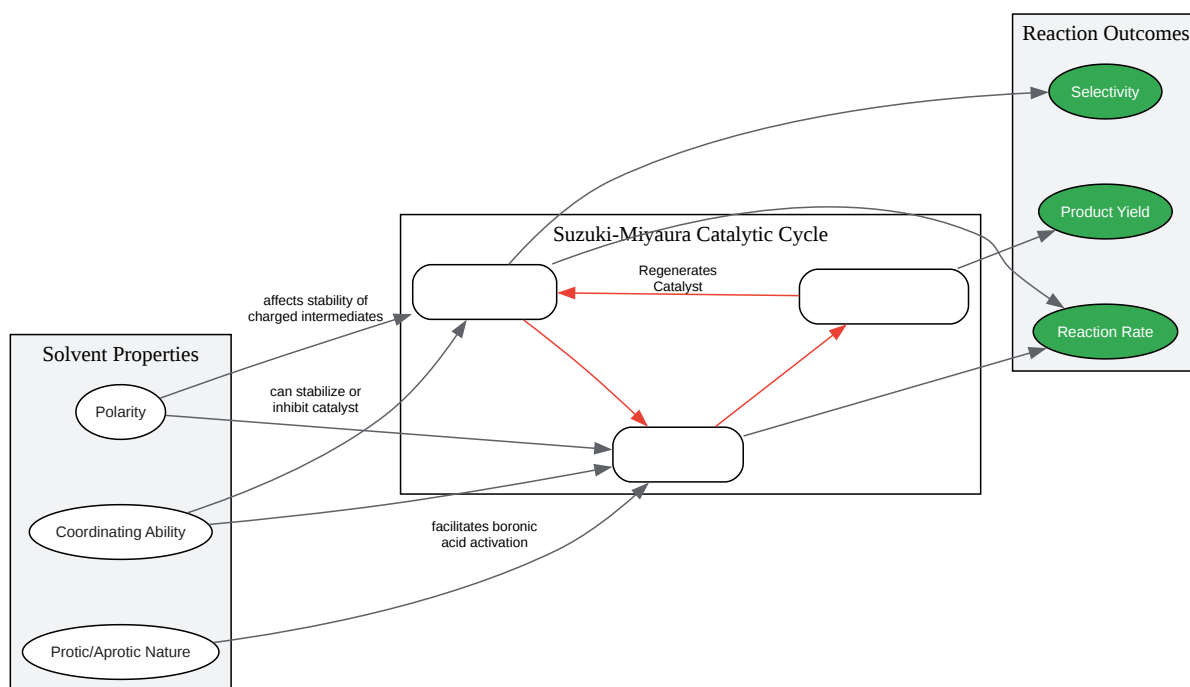 Reaction Outcomes
Selectivity
Product Yield
Reaction Rate
Suzuki-Miyaura Catalytic Cycle
Regenerates
Catalyst
affects stability of
charged intermediates
can stabilize or
inhibit catalyst
facilitates boronic
acid activation
Solvent Properties
Polarity
Coordinating Ability
Protic/Aprotic Nature